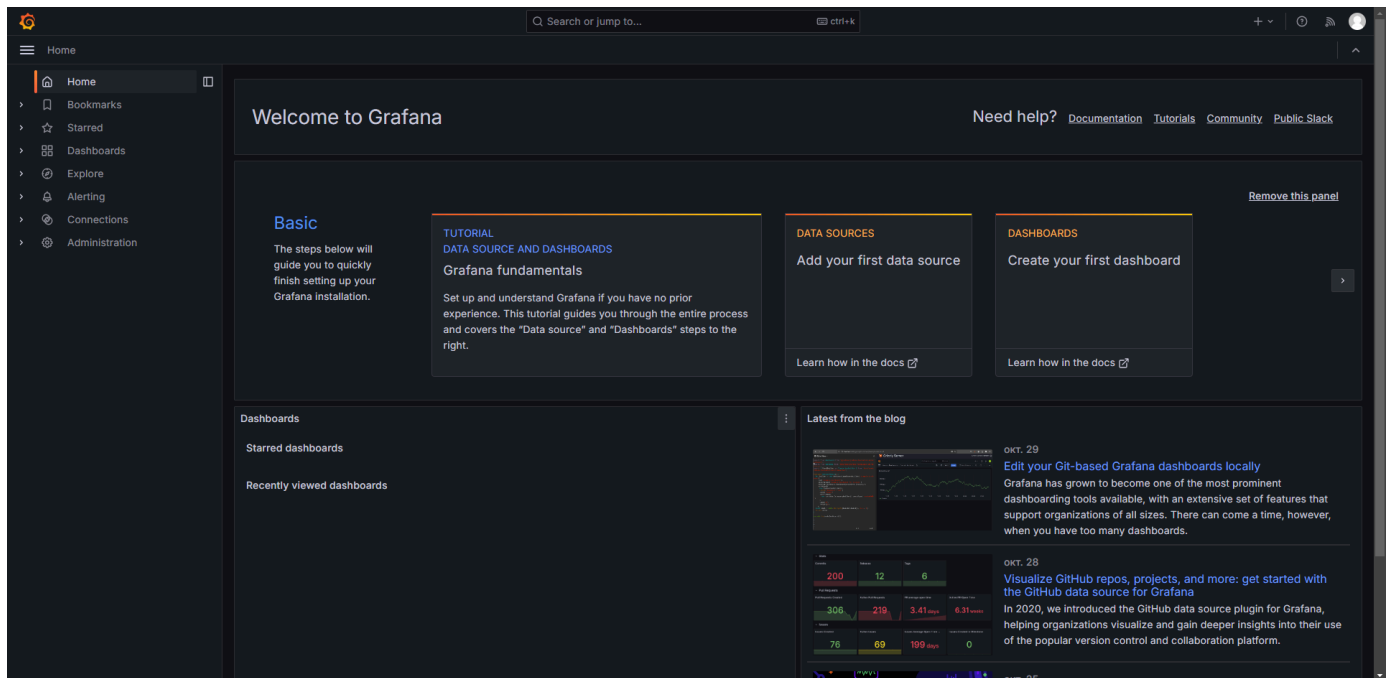 Search or jump to...
ctrl+k
Home
Home
Bookmarks
Starred
Dashboards
Explore
Alerting
Connections
Administration
Welcome to Grafana
Need help? Documentation Tutorials Community Public Slack
Remove this panel
Basic
The steps below will
guide you to quickly
finish setting up your
Grafana installation.
TUTORIAL
DATA SOURCE AND DASHBOARDS
Grafana fundamentals
Set up and understand Grafana if you have no prior
experience. This tutorial guides you through the entire process
and covers the “Data source” and “Dashboards” steps to the
right.
DATA SOURCES
Add your first data source
Learn how in the docs
DASHBOARDS
Create your first dashboard
Learn how in the docs
Dashboards
Starred dashboards
Recently viewed dashboards
Latest from the blog
окт. 29
Edit your Git-based Grafana dashboards locally
Grafana has grown to become one of the most prominent
dashboarding tools available, with an extensive set of features that
support organizations of all sizes. There can come a time, however,
when you have too many dashboards.
200 12 6
306 219 3.41 days 6.31 weeks
76 69 199 days 0
окт. 28
Visualize GitHub repos, projects, and more: get started with
the GitHub data source for Grafana
In 2020, we introduced the GitHub data source plugin for Grafana,
helping organizations visualize and gain deeper insights into their use
of the popular version control and collaboration platform.